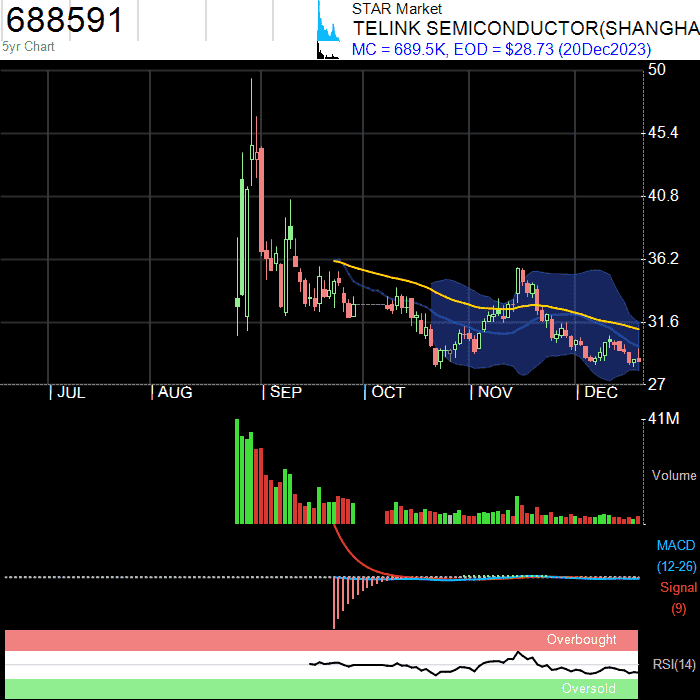 688591
5yr Chart
STAR Market
TELINK SEMICONDUCTOR(SHANGHA
MC = 689.5K, EOD = $28.73 (20Dec2023)
50
45.4
40.8
36.2
31.6
27
JUL AUG SEP OCT NOV DEC
41M
Volume
MACD
(12-26)
Signal
(9)
Overbought
RSI(14)
Oversold